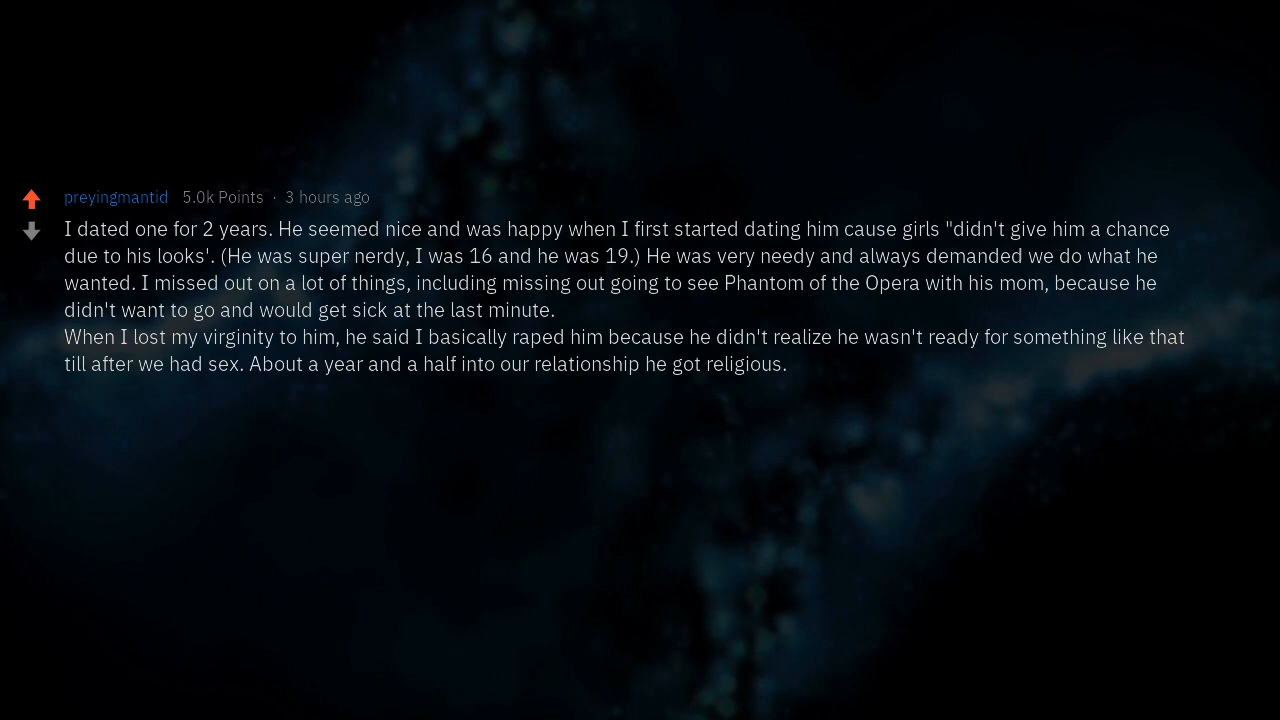 preyingmantid 5.0k Points · 3 hours ago
I dated one for 2 years. He seemed nice and was happy when I first started dating him cause girls "didn't give him a chance
due to his looks'. (He was super nerdy, I was 16 and he was 19.) He was very needy and always demanded we do what he
wanted. I missed out on a lot of things, including missing out going to see Phantom of the Opera with his mom, because he
didn't want to go and would get sick at the last minute.
When I lost my virginity to him, he said I basically raped him because he didn't realize he wasn't ready for something like that
till after we had sex. About a year and a half into our relationship he got religious.